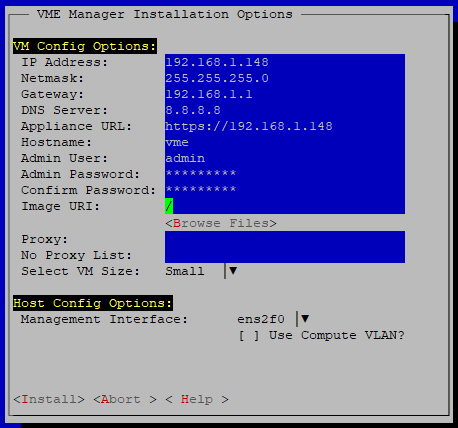 VME Manager Installation Options
VM Config Options:
IP Address: 192.168.1.148
Netmask: 255.255.255.0
Gateway: 192.168.1.1
DNS Server: 8.8.8.8
Appliance URL: https://192.168.1.148
Hostname: vme
Admin User: admin
Admin Password: *********
Confirm Password: *********
Image URI: /
<Browse Files>
Proxy:
No Proxy List:
Select VM Size: Small ▼
Host Config Options:
Management Interface: ens2f0 ▼
[ ] Use Compute VLAN?
<Install> <Abort > < Help >